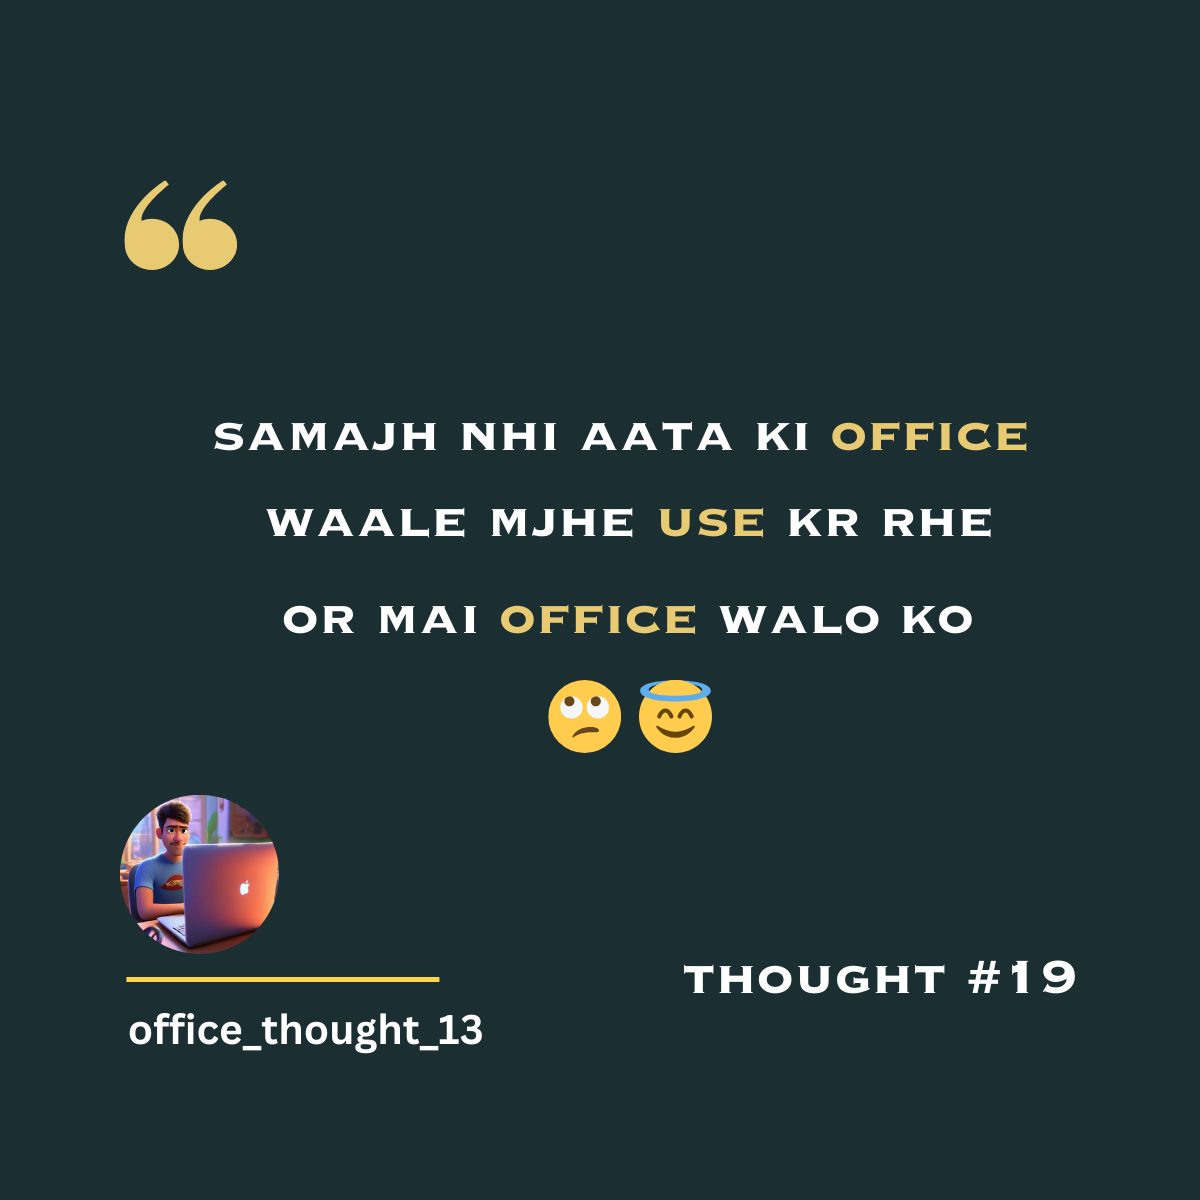 “
SAMAJH NHI AATA KI OFFICE
WAALE MJHE USE KR RHE
OR MAI OFFICE WALO KO
🙄 😇
THOUGHT #19
office_thought_13